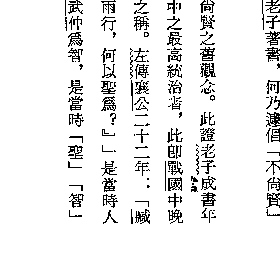 老子著書，何乃遽倡「不尚賢」
尚賢之舊觀念。此證老子成書年
中之最高統治者，此卽戰國中晚
之稱。左傳襄公二十二年：「臧
雨行，何以聖爲？』」是當時人
武仲爲智，是當時「聖」「智」